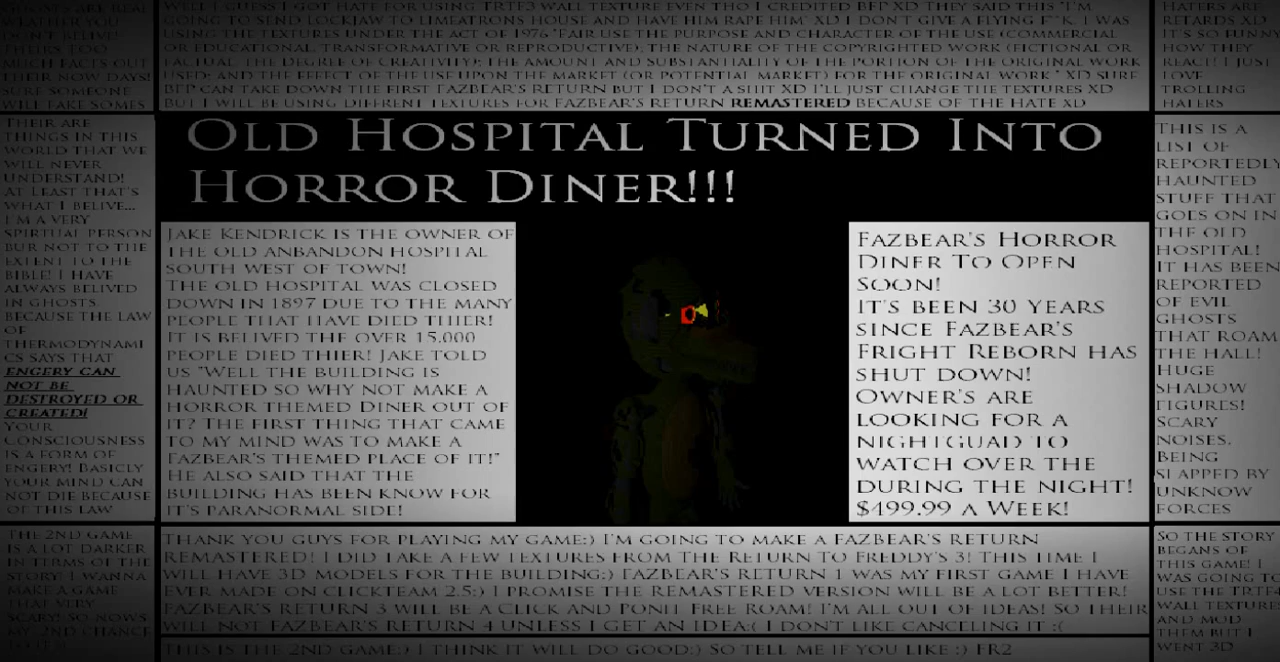 WHATEVER YOU
DON'T BELIVE!
MUCH FACTS OUT
THEIR NOW DAYS!
SURE SOMEONE
WILL FAKE SOMES
WELL I GUESS I GOT HATE FOR USING TRTF3 WALL TEXTURE EVEN THO I CREDITED BFP XD THEY SAID THIS "I'M
GOING TO SEND LOCKJAW TO LIMEATRONS HOUSE AND HAVE HIM RAPE HIM" XD I DON'T GIVE A FLYING F**K. I WAS
USING THE TEXTURES UNDER THE ACT OF 1976 "FAIR USE THE PURPOSE AND CHARACTER OF THE USE (COMMERCIAL
OR EDUCATIONAL, TRANSFORMATIVE OR REPRODUCTIVE); THE NATURE OF THE COPYRIGHTED WORK (FICTIONAL OR
FACTUAL, THE DEGREE OF CREATIVITY); THE AMOUNT AND SUBSTANTIALITY OF THE PORTION OF THE ORIGINAL WORK
USED; AND THE EFFECT OF THE USE UPON THE MARKET (OR POTENTIAL MARKET) FOR THE ORIGINAL WORK." XD SURE
BFP CAN TAKE DOWN THE FIRST FAZBEAR'S RETURN BUT I DON'T A SHIT XD I'LL JUST CHANGE THE TEXTURES XD
BUT I WILL BE USING DIFFRENT TEXTURES FOR FAZBEAR'S RETURN REMASTERED BECAUSE OF THE HATE XD
HATERS ARE
RETARDS XD
IT'S SO FUNNY
HOW THEY
REACT! I JUST
LOVE
TROLLING
HATERS
THEIR ARE
THINGS IN THIS
WORLD THAT WE
WILL NEVER
UNDERSTAND!
AT LEAST THAT'S
WHAT I BELIVE...
I'M A VERY
SPIRTUAL PERSON
BUR NOT TO THE
EXTENT TO THE
BIBLE! I HAVE
ALWAYS BELIVED
IN GHOSTS.
BECAUSE THE LAW
OF
THERMODYNAMI
CS SAYS THAT
ENGERY CAN
NOT BE
DESTROYED OR
CREATED!
YOUR
CONSCIOUSNESS
IS A FORM OF
ENGERY! BASICLY
YOUR MIND CAN
NOT DIE BECAUSE
OF THIS LAW
OLD HOSPITAL TURNED INTO
HORROR DINER!!!
JAKE KENDRICK IS THE OWNER OF
THE OLD ANBANDON HOSPITAL
SOUTH WEST OF TOWN!
THE OLD HOSPITAL WAS CLOSED
DOWN IN 1897 DUE TO THE MANY
PEOPLE THAT HAVE DIED THIER!
IT IS BELIVED THE OVER 15,000
PEOPLE DIED THIER! JAKE TOLD
US "WELL THE BUILDING IS
HAUNTED SO WHY NOT MAKE A
HORROR THEMED DINER OUT OF
IT? THE FIRST THING THAT CAME
TO MY MIND WAS TO MAKE A
FAZBEAR'S THEMED PLACE OF IT!"
HE ALSO SAID THAT THE
BUILDING HAS BEEN KNOW FOR
IT'S PARANORMAL SIDE!
FAZBEAR'S HORROR
DINER TO OPEN
SOON!
IT'S BEEN 30 YEARS
SINCE FAZBEAR'S
FRIGHT REBORN HAS
SHUT DOWN!
OWNER'S ARE
LOOKING FOR A
NIGHTGUAD TO
WATCH OVER THE
DURING THE NIGHT!
$499.99 A WEEK!
THIS IS A
LIST OF
REPORTEDLY
HAUNTED
STUFF THAT
GOES ON IN
THE OLD
HOSPITAL!
IT HAS BEEN
REPORTED
OF EVIL
GHOSTS
THAT ROAM
THE HALL!
HUGE
SHADOW
FIGURES!
SCARY
NOISES.
BEING
SLAPPED BY
UNKNOW
FORCES
THE 2ND GAME
IS A LOT DARKER
IN TERMS OF THE
STORY! I WANNA
MAKE A GAME
THAT VERY
SCARY! SO NOWS
MY 2ND CHANCE
THANK YOU GUYS FOR PLAYING MY GAME:) I'M GOING TO MAKE A FAZBEAR'S RETURN
REMASTERED! I DID TAKE A FEW TEXTURES FROM THE RETURN TO FREDDY'S 3! THIS TIME I
WILL HAVE 3D MODELS FOR THE BUILDING:) FAZBEAR'S RETURN 1 WAS MY FIRST GAME I HAVE
EVER MADE ON CLICKTEAM 2.5:) I PROMISE THE REMASTERED VERSION WILL BE A LOT BETTER!
FAZBEAR'S RETURN 3 WILL BE A CLICK AND PONIT FREE ROAM! I'M ALL OUT OF IDEAS! SO THEIR
WILL NOT FAZBEAR'S RETURN 4 UNLESS I GET AN IDEA:( I DON'T LIKE CANCELING IT :(
THIS IS THE 2ND GAME:) I THINK IT WILL DO GOOD:) SO TELL ME IF YOU LIKE :) FR2
SO THE STORY
BEGANS OF
THIS GAME! I
WAS GOING TO
USE THE TRTF4
WALL TEXTURES
AND MOD
THEM BUT I
WENT 3D